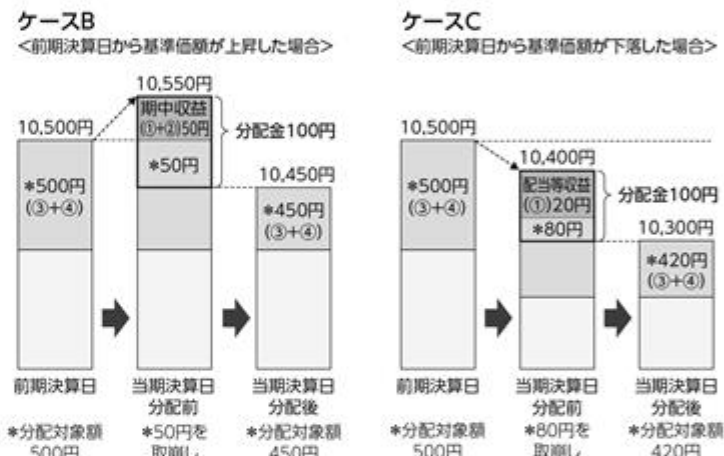 ケースB
<前期決算日から基準価額が上昇した場合>
10,550円
期中収益
(①+②)50円
分配金100円
10,500円
*50円
10,450円
*500円
(③+④)
*450円
(③+④)
前期決算日
当期決算日
分配前
当期決算日
分配後
*分配対象額
500円
*50円を
取崩し
*分配対象額
450円
ケースC
<前期決算日から基準価額が下落した場合>
10,500円
10,400円
*500円
(③+④)
配当等収益
(①)20円
分配金100円
*80円
10,300円
*420円
(③+④)
前期決算日
当期決算日
分配前
当期決算日
分配後
*分配対象額
500円
*80円を
取崩し
*分配対象額
420円